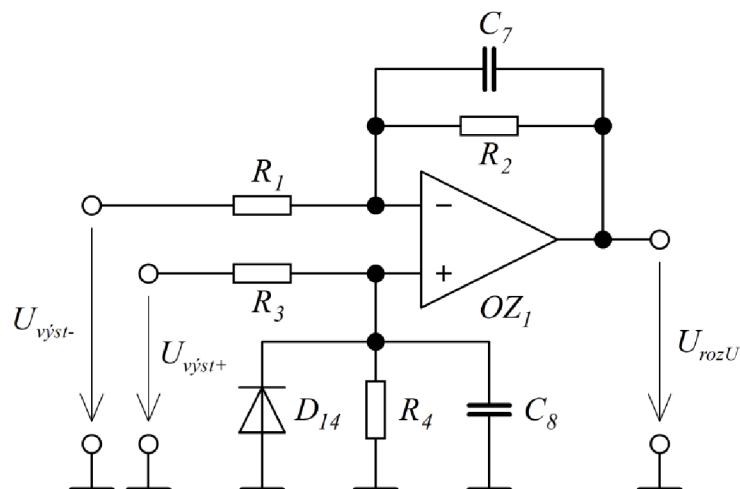 C7
R2
R1
−
+
R3
OZ1
Uvýst-
Uvýst+
UrozU
D14
R4
C8